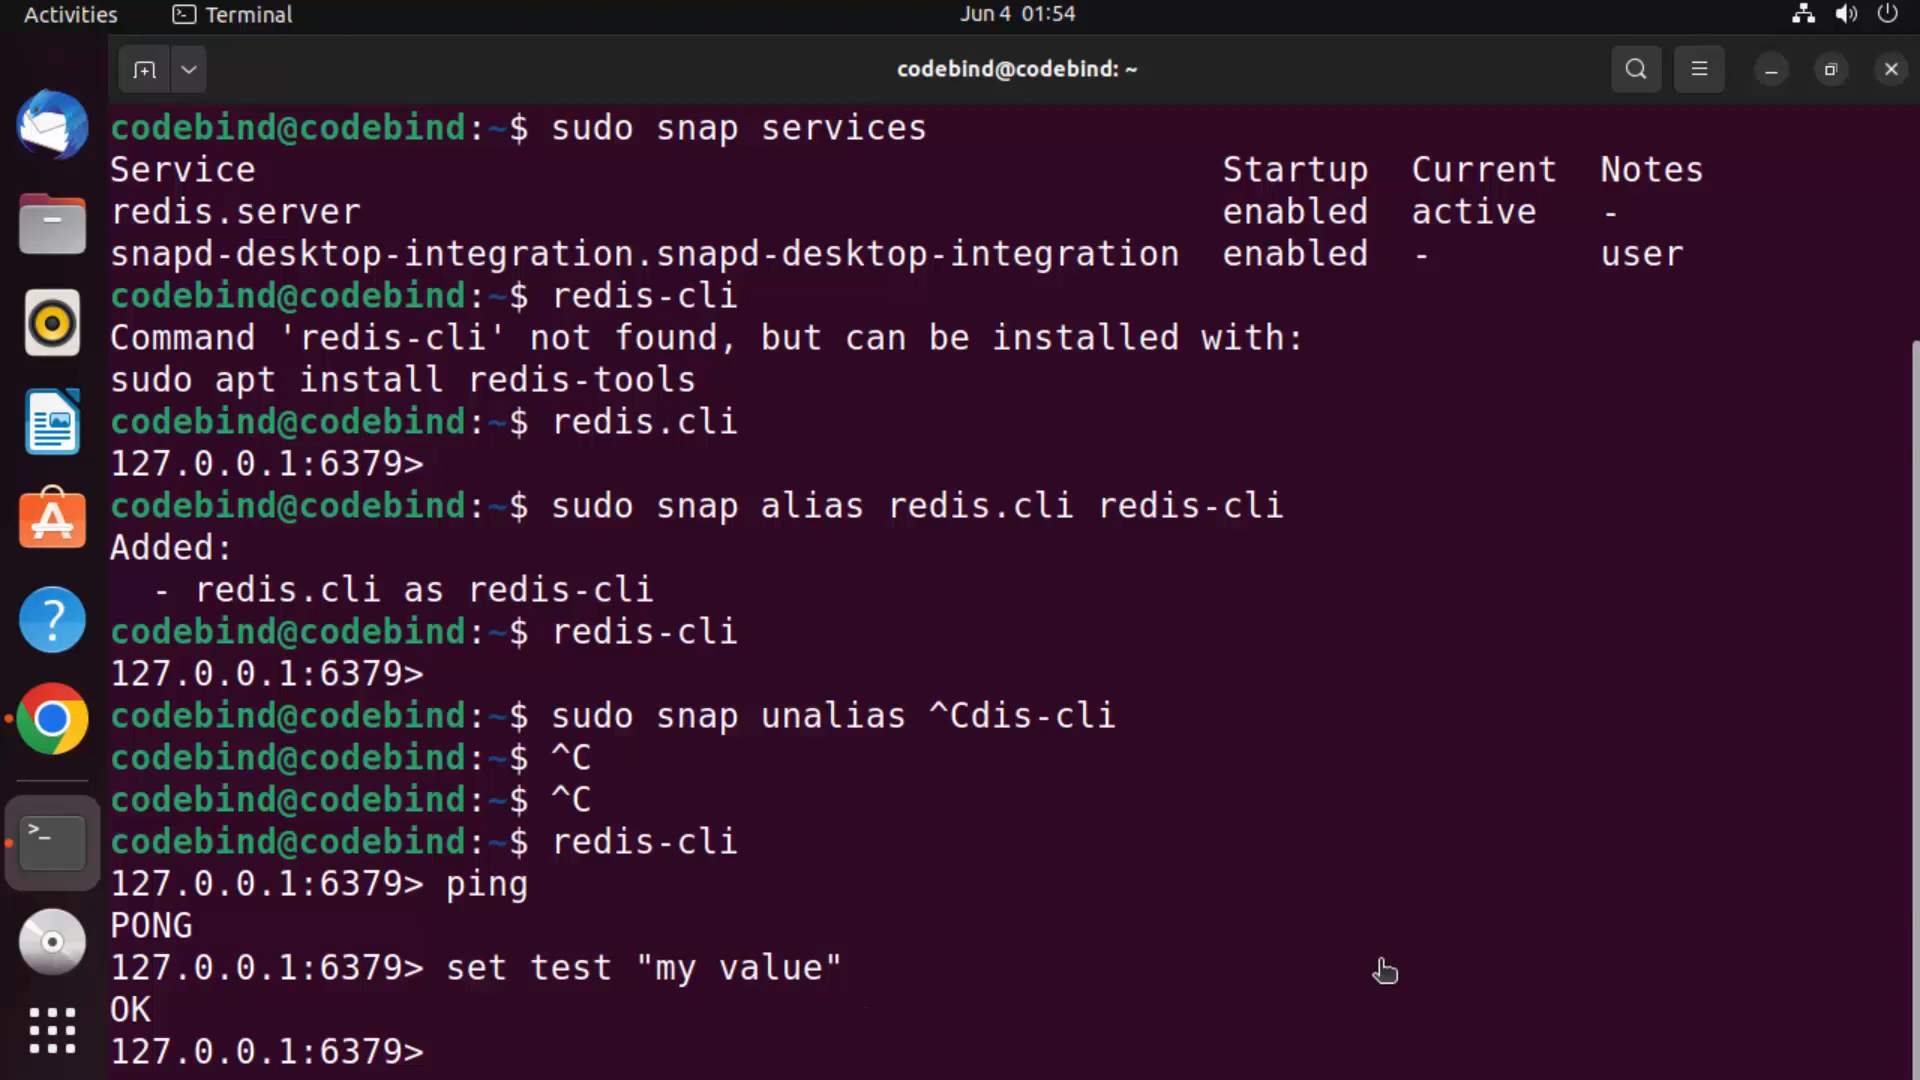 Activities Terminal Jun 4 01:54
codebind@codebind: ~
codebind@codebind:~$ sudo snap services
Service Startup Current Notes
redis.server enabled active -
snapd-desktop-integration.snapd-desktop-integration enabled - user
codebind@codebind:~$ redis-cli
Command 'redis-cli' not found, but can be installed with:
sudo apt install redis-tools
codebind@codebind:~$ redis.cli
127.0.0.1:6379>
codebind@codebind:~$ sudo snap alias redis.cli redis-cli
Added:
  - redis.cli as redis-cli
codebind@codebind:~$ redis-cli
127.0.0.1:6379>
codebind@codebind:~$ sudo snap unalias ^Cdis-cli
codebind@codebind:~$ ^C
codebind@codebind:~$ ^C
codebind@codebind:~$ redis-cli
127.0.0.1:6379> ping
PONG
127.0.0.1:6379> set test "my value"
OK
127.0.0.1:6379>